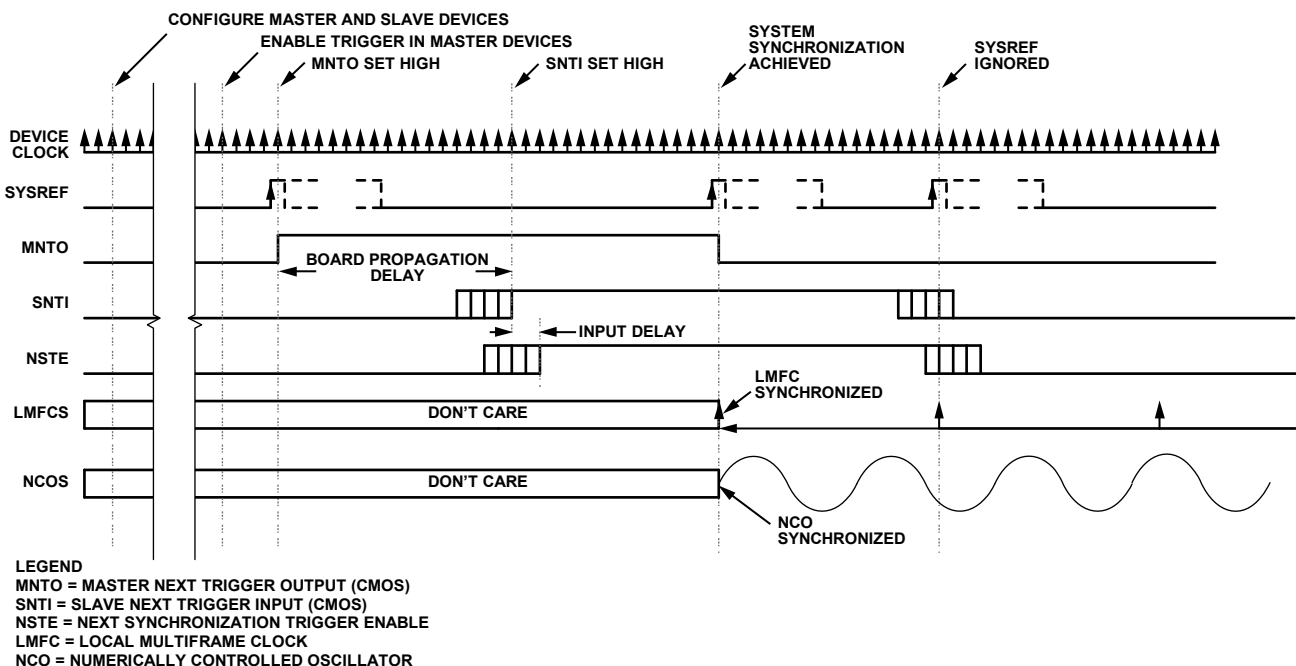 CONFIGURE MASTER AND SLAVE DEVICES
ENABLE TRIGGER IN MASTER DEVICES
MNTO SET HIGH
SNTI SET HIGH
SYSTEM
SYNCHRONIZATION
ACHIEVED
SYSREF
IGNORED
DEVICE
CLOCK
SYSREF
MNTO
BOARD PROPAGATION
DELAY
SNTI
INPUT DELAY
NSTE
LMFC
SYNCHRONIZED
LMFCS
DON'T CARE
NCOS
DON'T CARE
NCO
SYNCHRONIZED
LEGEND
MNTO = MASTER NEXT TRIGGER OUTPUT (CMOS)
SNTI = SLAVE NEXT TRIGGER INPUT (CMOS)
NSTE = NEXT SYNCHRONIZATION TRIGGER ENABLE
LMFC = LOCAL MULTIFRAME CLOCK
NCO = NUMERICALLY CONTROLLED OSCILLATOR